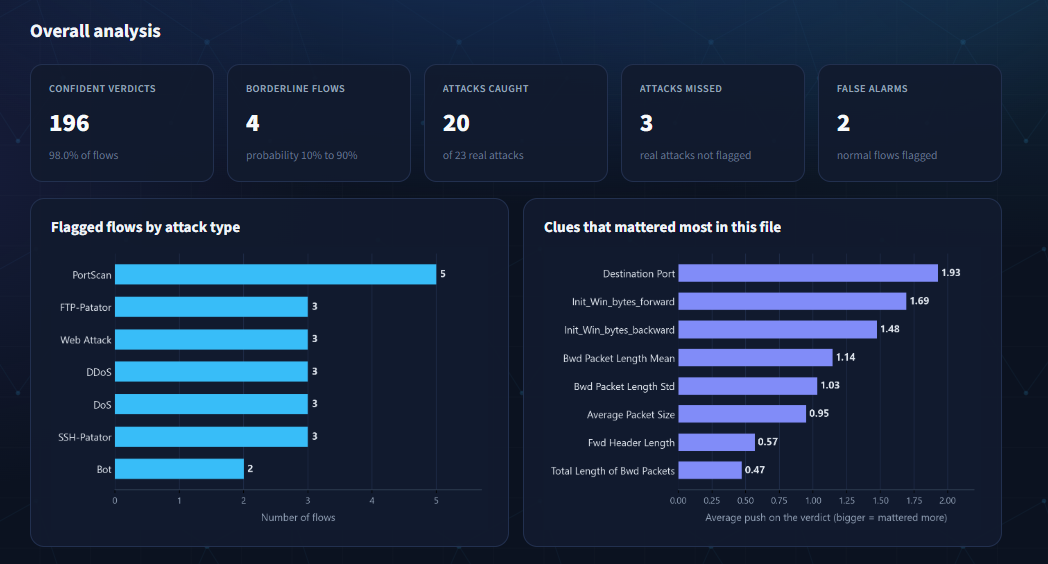 Overall analysis
CONFIDENT VERDICTS
196
98.0% of flows
BORDERLINE FLOWS
4
probability 10% to 90%
ATTACKS CAUGHT
20
of 23 real attacks
ATTACKS MISSED
3
real attacks not flagged
FALSE ALARMS
2
normal flows flagged
Flagged flows by attack type
PortScan 5
FTP-Patator 3
Web Attack 3
DDoS 3
DoS 3
SSH-Patator 3
Bot 2
0 1 2 3 4 5
Number of flows
Clues that mattered most in this file
Destination Port 1.93
Init_Win_bytes_forward 1.69
Init_Win_bytes_backward 1.48
Bwd Packet Length Mean 1.14
Bwd Packet Length Std 1.03
Average Packet Size 0.95
Fwd Header Length 0.57
Total Length of Bwd Packets 0.47
0.00 0.25 0.50 0.75 1.00 1.25 1.50 1.75 2.00
Average push on the verdict (bigger = mattered more)